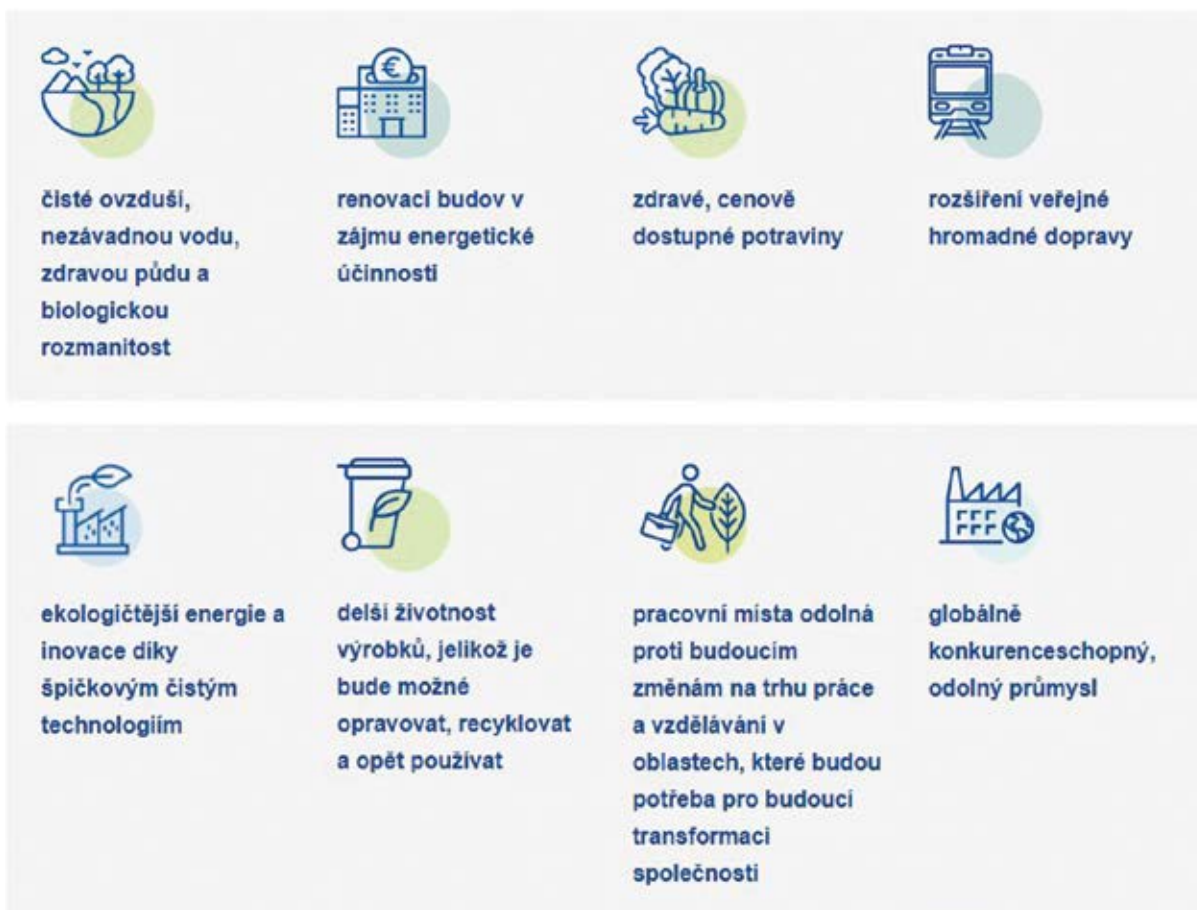 čisté ovzduší,
nezávadnou vodu,
zdravou půdu a
biologickou
rozmanitost
renovaci budov v
zájmu energetické
účinnosti
zdravé, cenově
dostupné potraviny
rozšíření veřejné
hromadné dopravy
ekologičtější energie a
inovace díky
špičkovým čistým
technologiím
delší životnost
výrobků, jelikož je
bude možné
opravovat, recyklovat
a opět používat
pracovní místa odolná
proti budoucím
změnám na trhu práce
a vzdělávání v
oblastech, které budou
potřeba pro budoucí
transformaci
společnosti
globálně
konkurenceschopný,
odolný průmysl